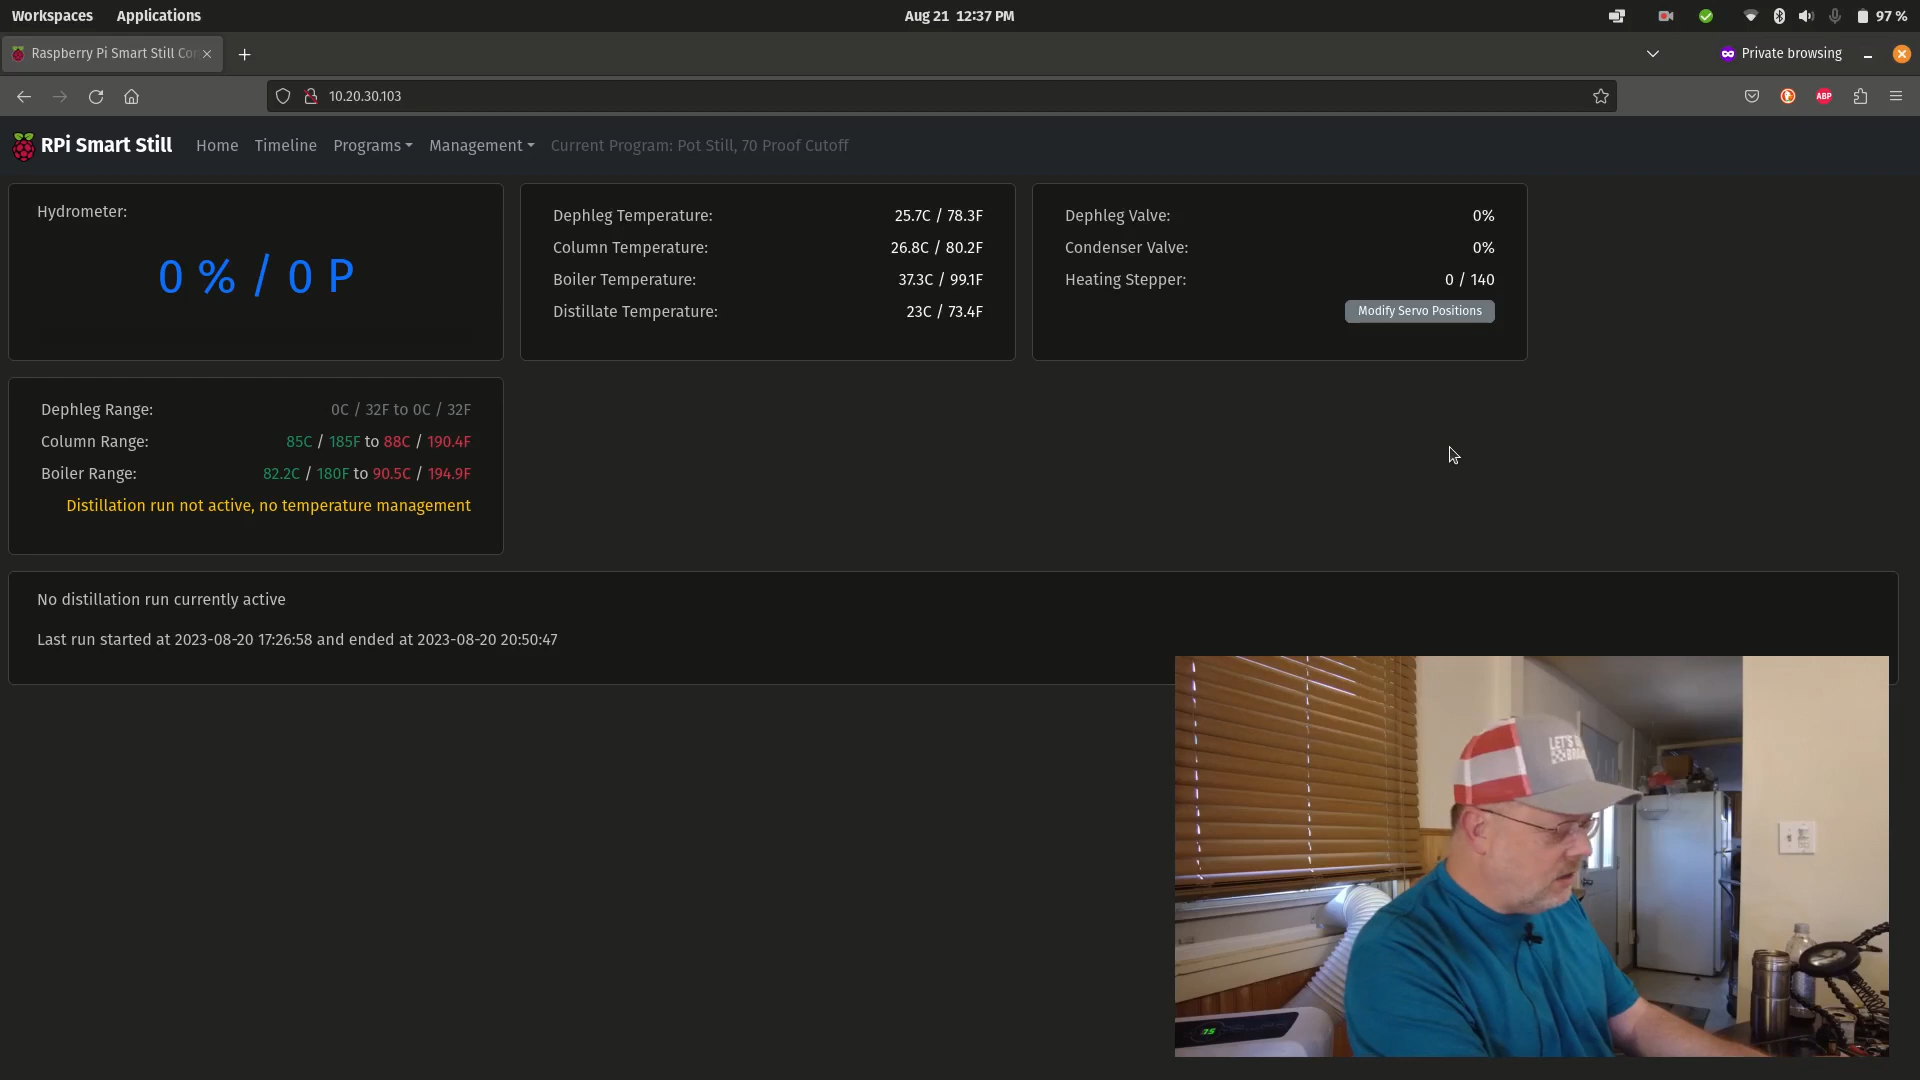 Workspaces Applications Aug 21 12:37 PM 97 %
Raspberry Pi Smart Still Co Private browsing
10.20.30.103 ABP
RPi Smart Still Home Timeline Programs Management Current Program: Pot Still, 70 Proof Cutoff
Hydrometer:
0 % / 0 P
Dephleg Temperature: 25.7C / 78.3F
Column Temperature: 26.8C / 80.2F
Boiler Temperature: 37.3C / 99.1F
Distillate Temperature: 23C / 73.4F
Dephleg Valve: 0%
Condenser Valve: 0%
Heating Stepper: 0 / 140
Modify Servo Positions
Dephleg Range: 0C / 32F to 0C / 32F
Column Range: 85C / 185F to 88C / 190.4F
Boiler Range: 82.2C / 180F to 90.5C / 194.9F
Distillation run not active, no temperature management
No distillation run currently active
Last run started at 2023-08-20 17:26:58 and ended at 2023-08-20 20:50:47
LET'S
75